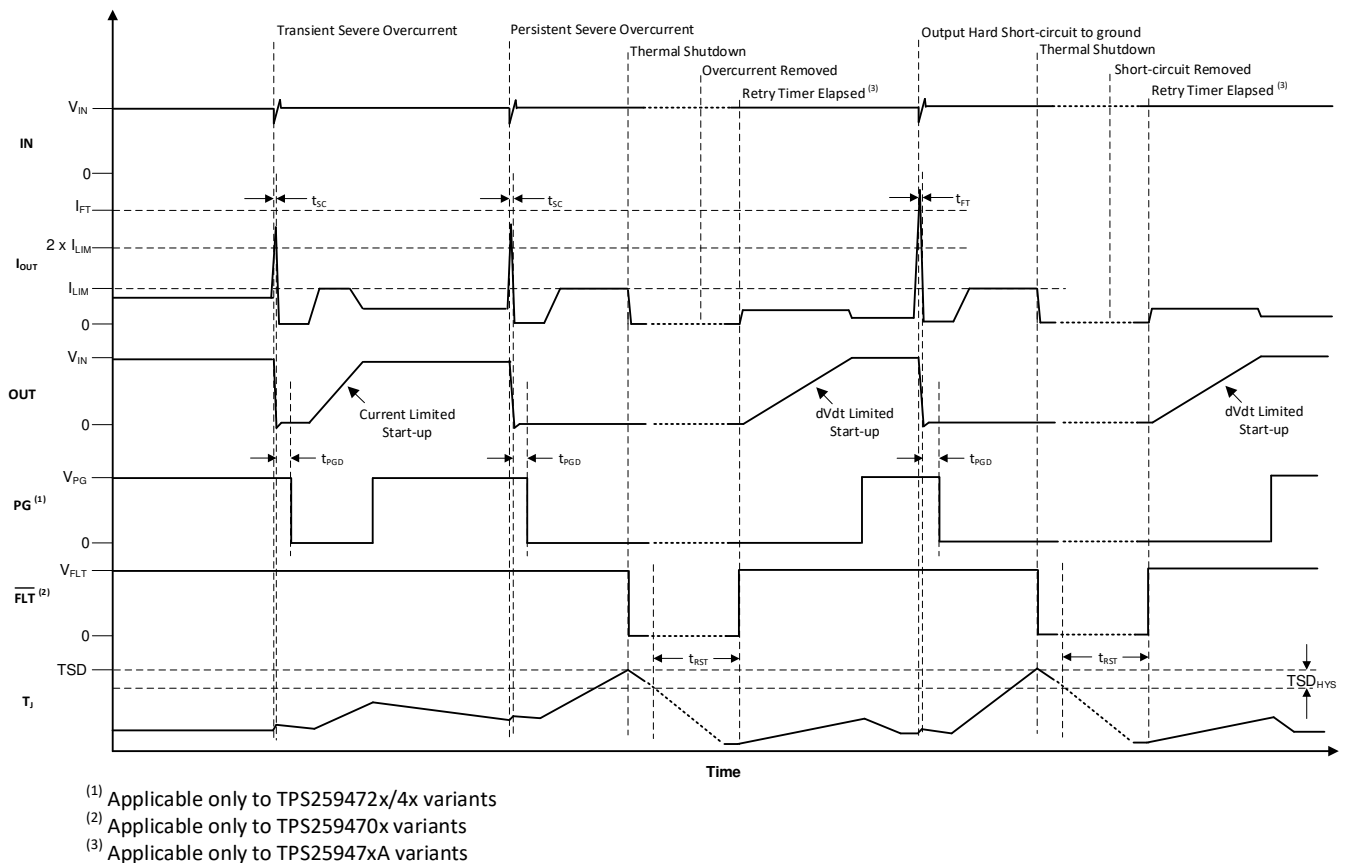 Transient Severe Overcurrent
Persistent Severe Overcurrent
Output Hard Short-circuit to ground
Thermal Shutdown
Thermal Shutdown
Overcurrent Removed
Short-circuit Removed
Retry Timer Elapsed (3)
Retry Timer Elapsed (3)
VIN
IN
0
tSC
tSC
tFT
IFT
2 x ILIM
IOUT
ILIM
0
VIN
OUT
0
Current Limited
Start-up
dVdt Limited
Start-up
dVdt Limited
Start-up
tPGD
tPGD
tPGD
VPG
PG (1)
0
VFLT
FLT (2)
0
tRST
tRST
TSD
TSDHYS
TJ
Time
(1) Applicable only to TPS259472x/4x variants
(2) Applicable only to TPS259470x variants
(3) Applicable only to TPS25947xA variants